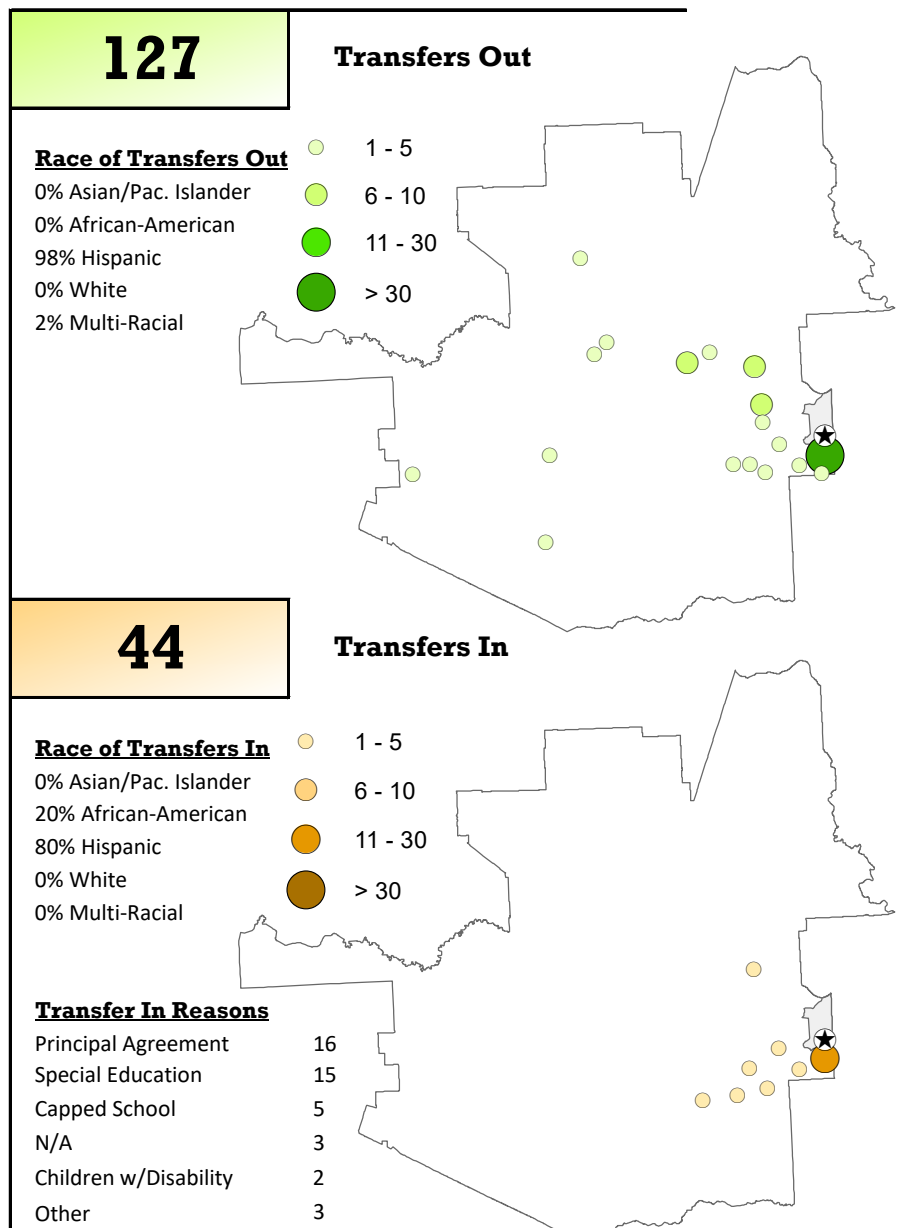 127
Transfers Out
Race of Transfers Out
0% Asian/Pac. Islander
0% African-American
98% Hispanic
0% White
2% Multi-Racial
1 - 5
6 - 10
11 - 30
> 30
44
Transfers In
Race of Transfers In
0% Asian/Pac. Islander
20% African-American
80% Hispanic
0% White
0% Multi-Racial
1 - 5
6 - 10
11 - 30
> 30
Transfer In Reasons
Principal Agreement 16
Special Education 15
Capped School 5
N/A 3
Children w/Disability 2
Other 3